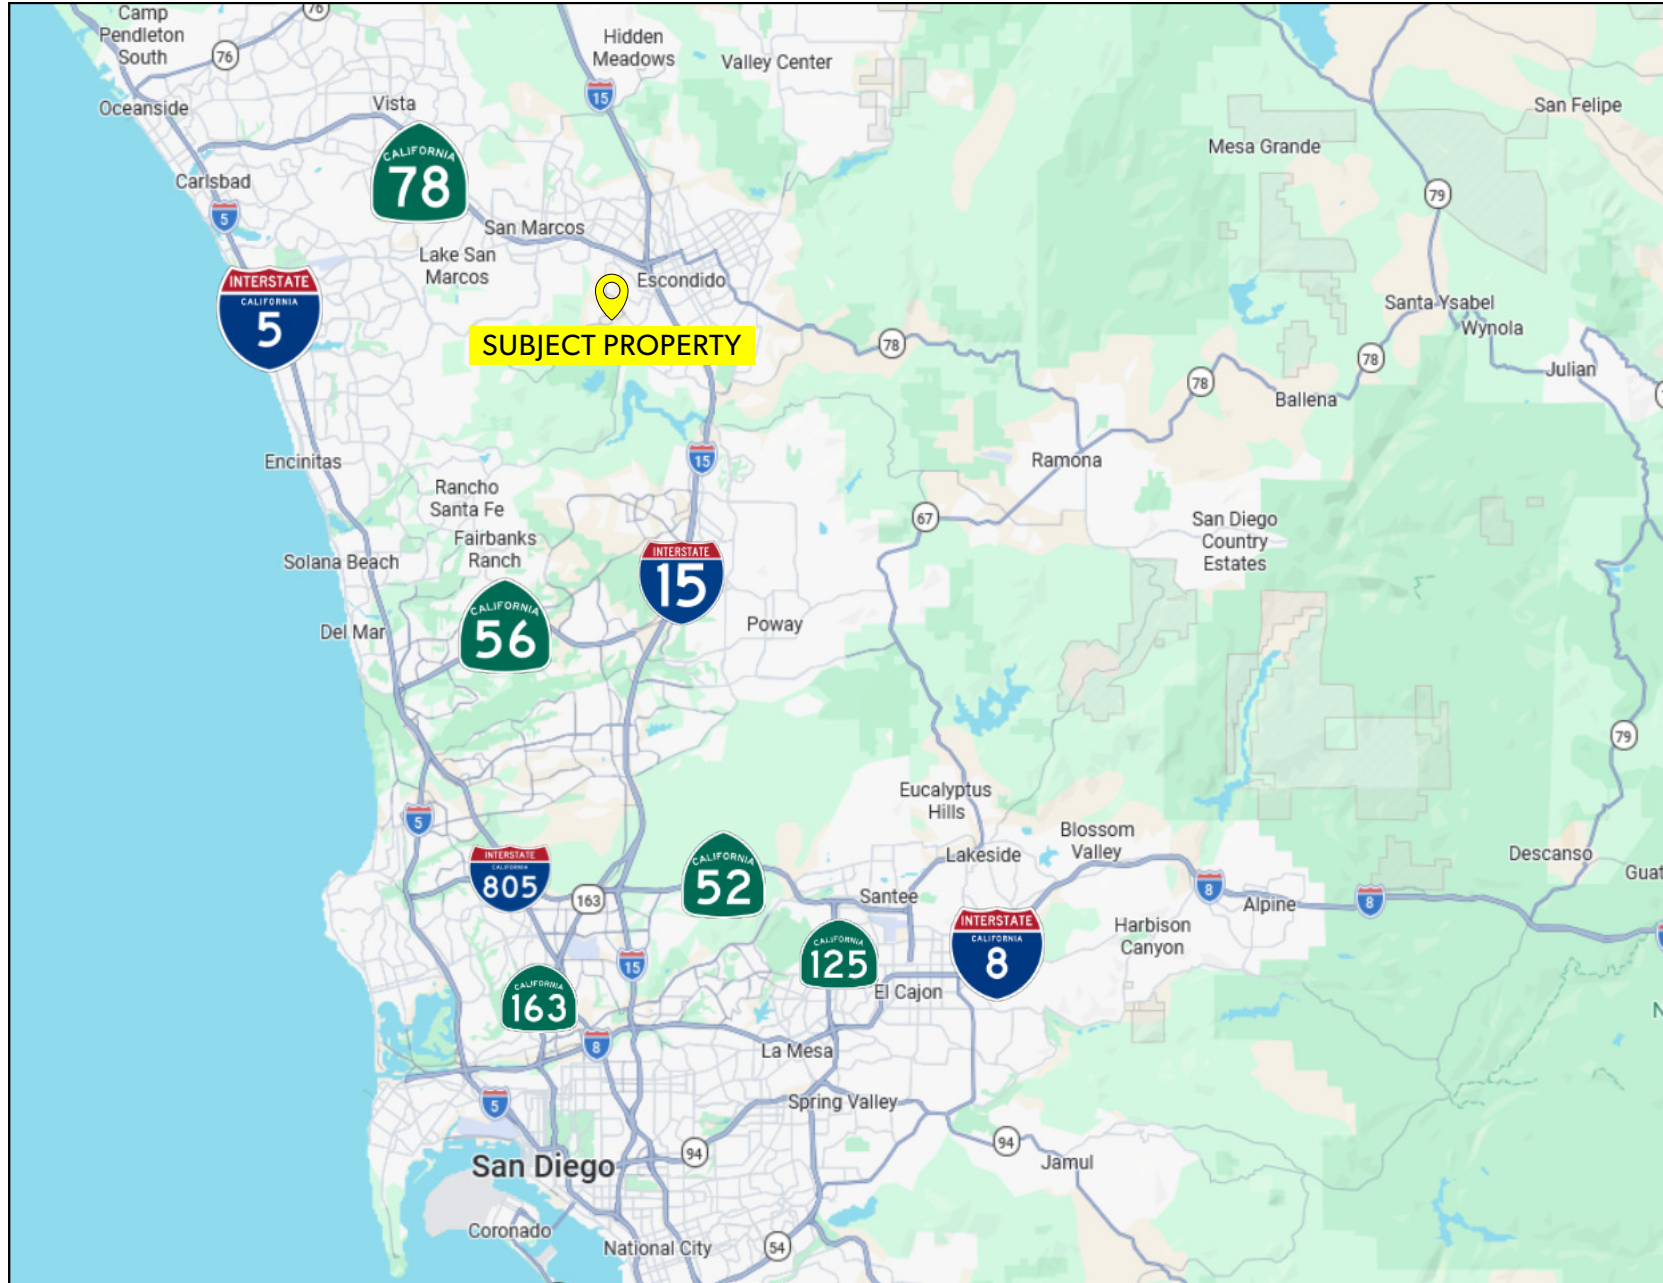 Camp
Pendleton
South
76
76
Hidden
Meadows
Valley Center
15
Oceanside
Vista
San Felipe
CALIFORNIA
78
Mesa Grande
Carlsbad
79
5
San Marcos
Lake San
Marcos
Escondido
INTERSTATE
CALIFORNIA
5
Santa Ysabel
Wynola
SUBJECT PROPERTY
78
78
Julian
78
Ballena
Encinitas
15
Ramona
Rancho
Santa Fe
67
San Diego
Country
Estates
Fairbanks
Ranch
Solana Beach
INTERSTATE
15
CALIFORNIA
56
Del Mar
Poway
79
Eucalyptus
Hills
5
Blossom
Valley
Lakeside
Descanso
INTERSTATE
CALIFORNIA
805
CALIFORNIA
52
Guat
163
Santee
8
8
Alpine
INTERSTATE
CALIFORNIA
8
Harbison
Canyon
CALIFORNIA
125
15
El Cajon
CALIFORNIA
163
N
8
La Mesa
5
Spring Valley
94
94
Jamul
San Diego
Coronado
National City
54